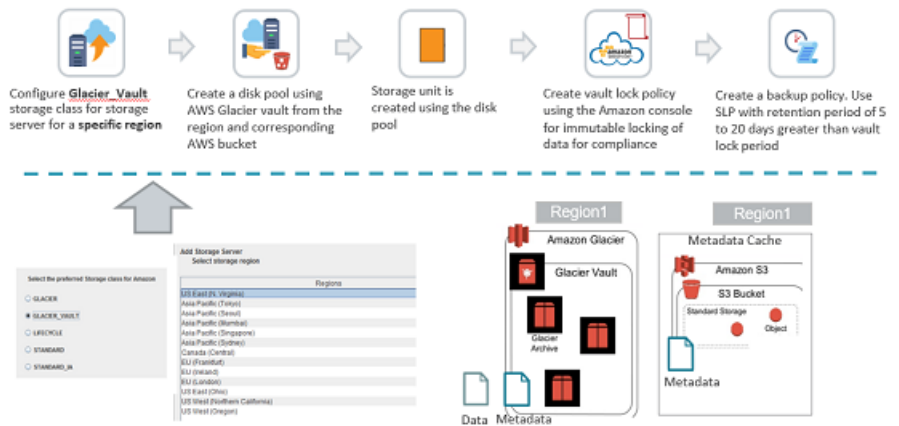 Configure Glacier_Vault
storage class for storage
server for a specific region
Create a disk pool using
AWS Glacier vault from the
region and corresponding
AWS bucket
Storage unit is
created using the disk
pool
amazon
Create vault lock policy
using the Amazon console
for immutable locking of
data for compliance
Create a backup policy. Use
SLP with retention period of 5
to 20 days greater than vault
lock period
Select the preferred Storage class for Amazon
GLACIER
GLACIER_VAULT
LIFECYCLE
STANDARD
STANDARD_IA
Add Storage Server
Select storage region
Regions
US East (N. Virginia)
Asia Pacific (Tokyo)
Asia Pacific (Seoul)
Asia Pacific (Mumbai)
Asia Pacific (Singapore)
Asia Pacific (Sydney)
Canada (Central)
EU (Frankfurt)
EU (Ireland)
EU (London)
US East (Ohio)
US West (Northern California)
US West (Oregon)
Region1
Amazon Glacier
Glacier Vault
Glacier
Archive
Data
Metadata
Region1
Metadata Cache
Amazon S3
S3 Bucket
Standard Storage
Object
Metadata